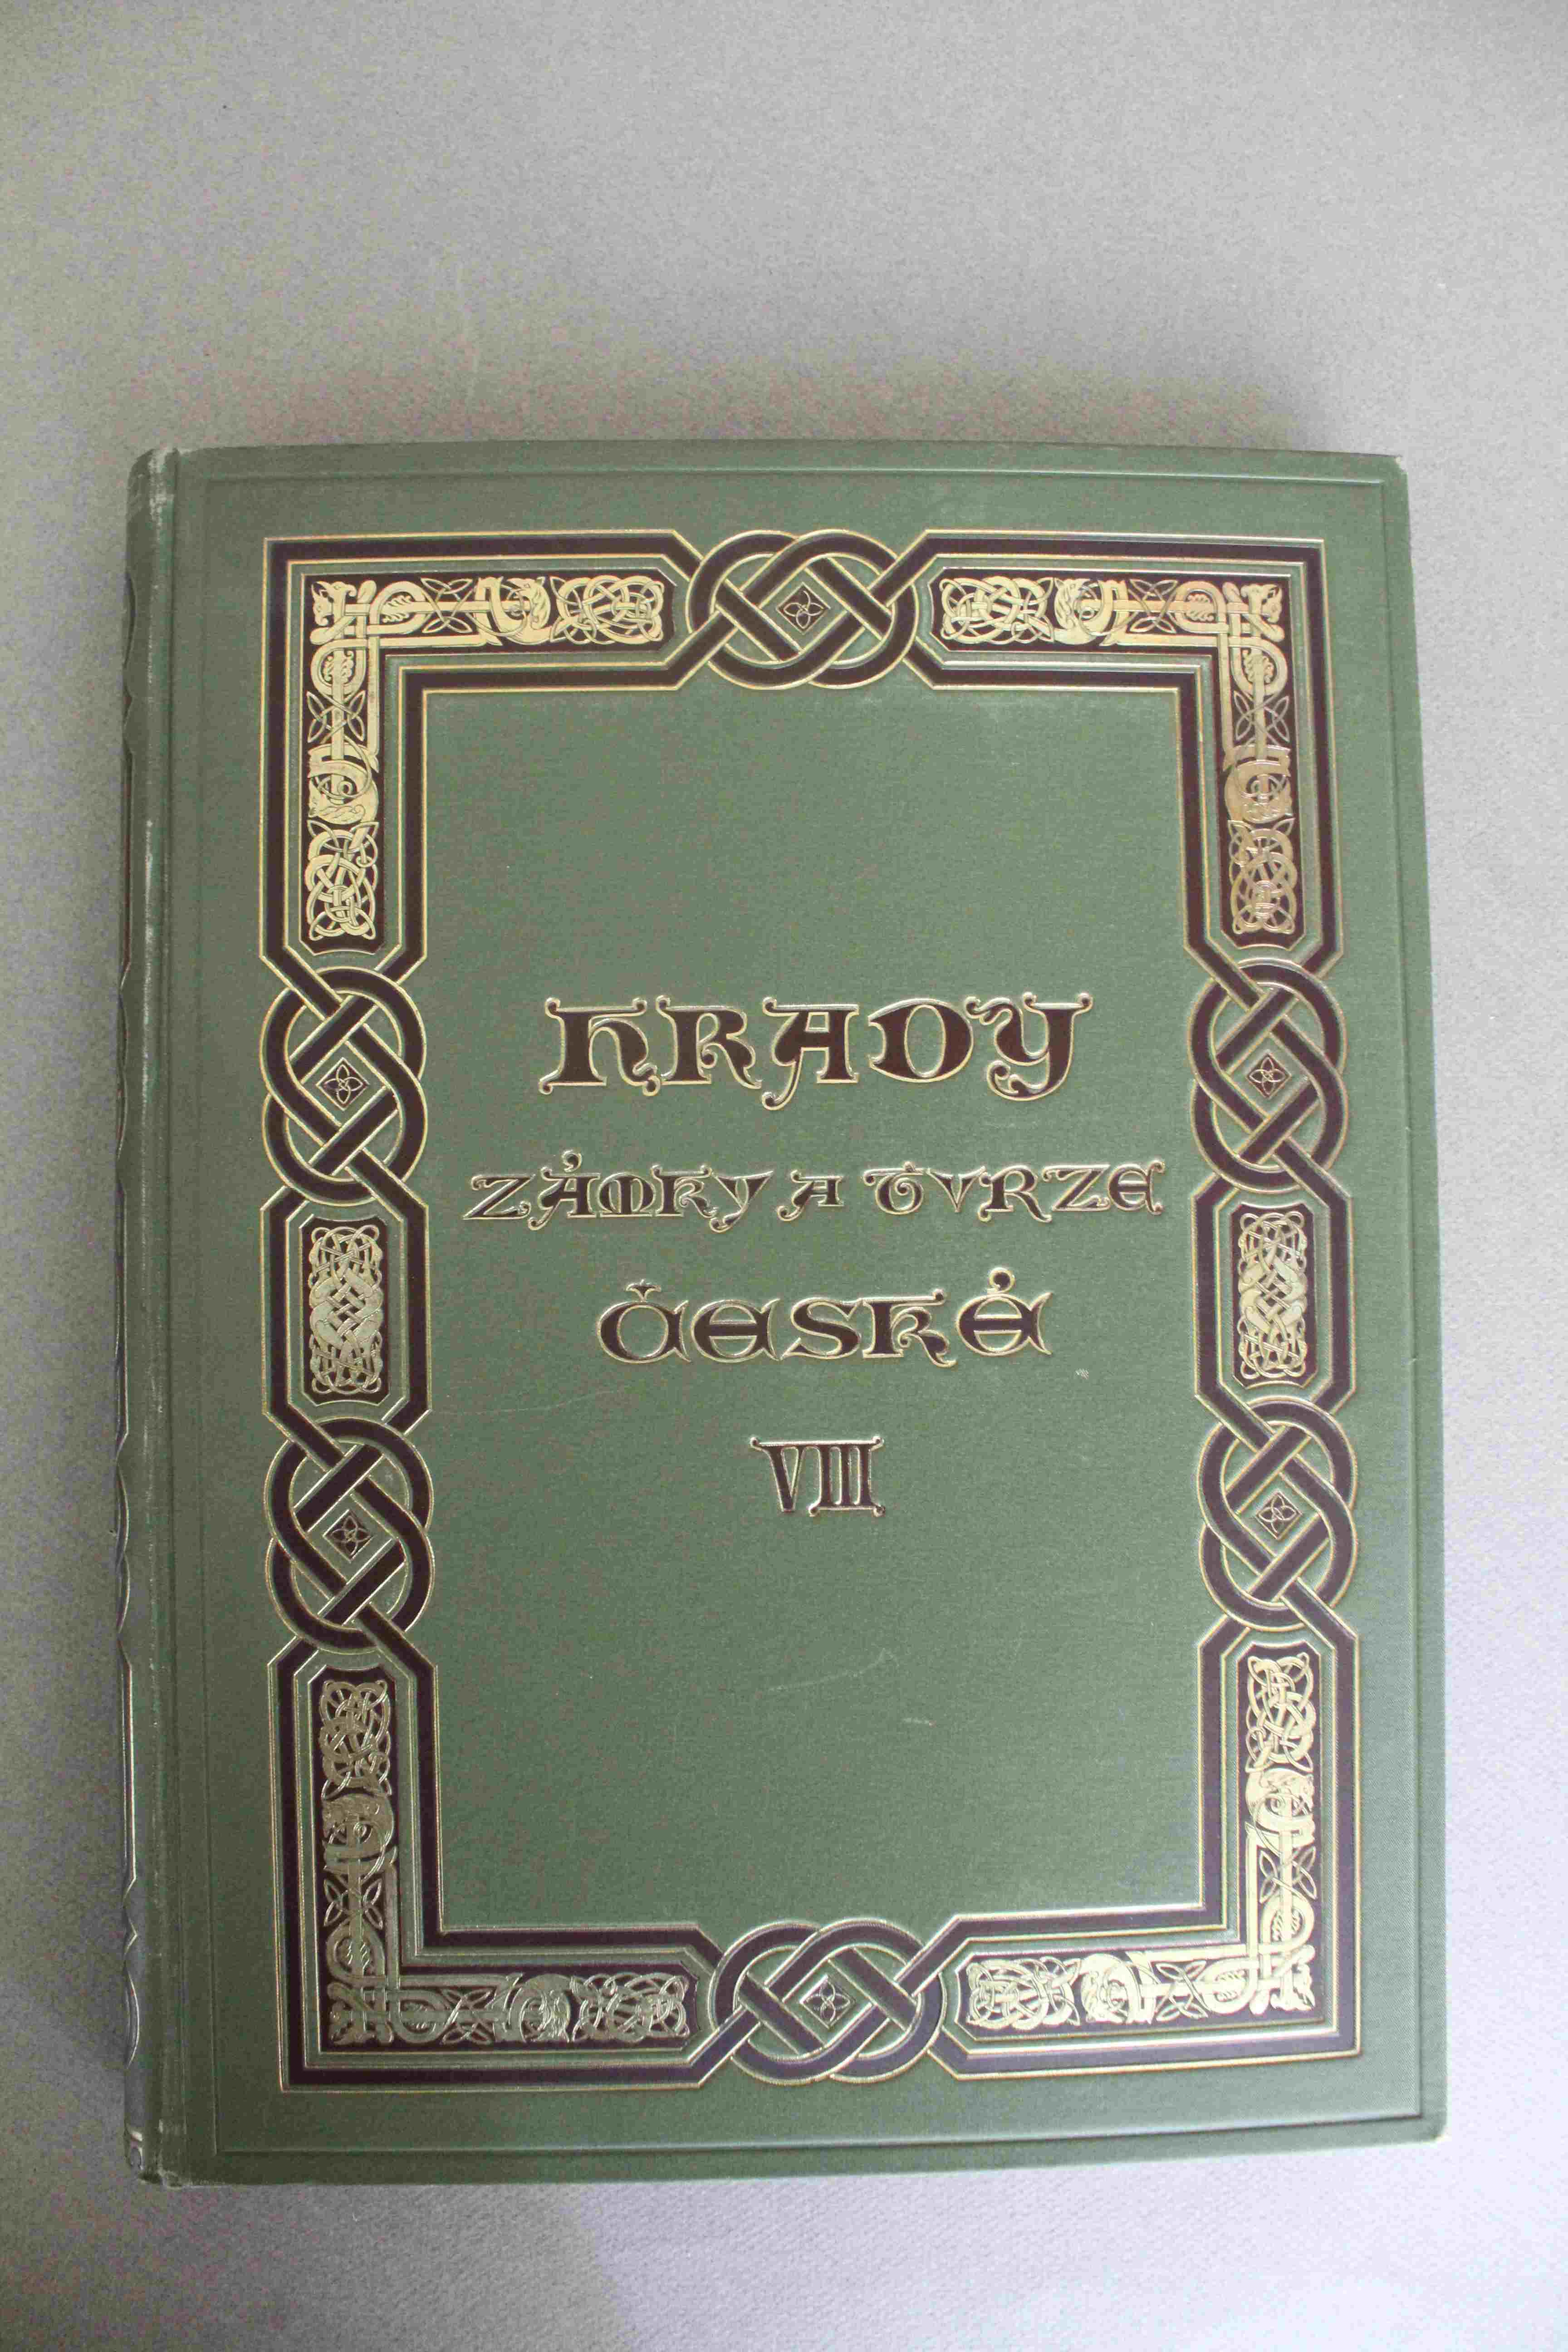 HRADY
ZÁMKY A TVRZE
ČESKÉ
VIII